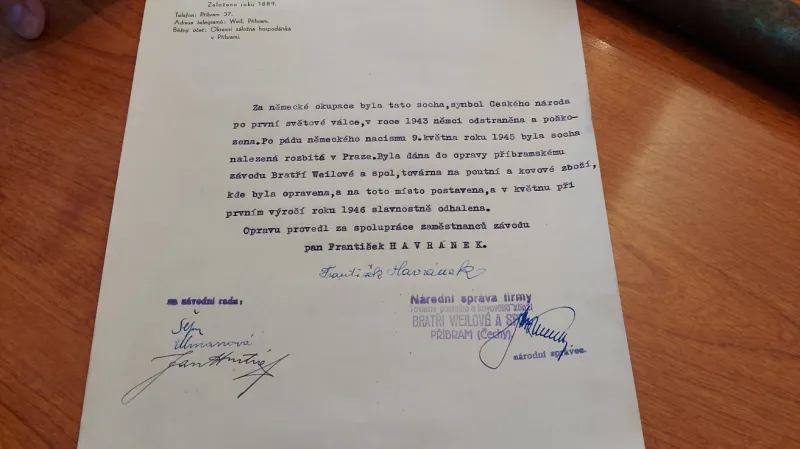 Založeno roku 1889.
Telefon: Příbram 37.
Adresa telegramů: Weil, Příbram.
Běžný účet: Okresní záložna hospodářská
v Příbrami.
Za německé okupace byla tato socha,symbol Českého národa
po první světové válce,v roce 1943 němci odstraněna a poško-
zena.Po pádu německého nacismu 9.května roku 1945 byla socha
nalezená rozbitá v Praze.Byla dána do opravy příbramskému
závodu Bratří Weilové a spol,továrna na poutní a kovové zboží,
kde byla opravena,a na toto místo postavena,a v květnu při
prvním výročí roku 1946 slavnostně odhalena.
Opravu provedl za spolupráce zaměstnanců závodu
pan František H A V R Á N E K.
František Havránek
za závodní radu:
Ulmanová
Národní správa firmy
BRATŘI WEILOVÉ A
PŘÍBRAM (Čechy)
národní správce.